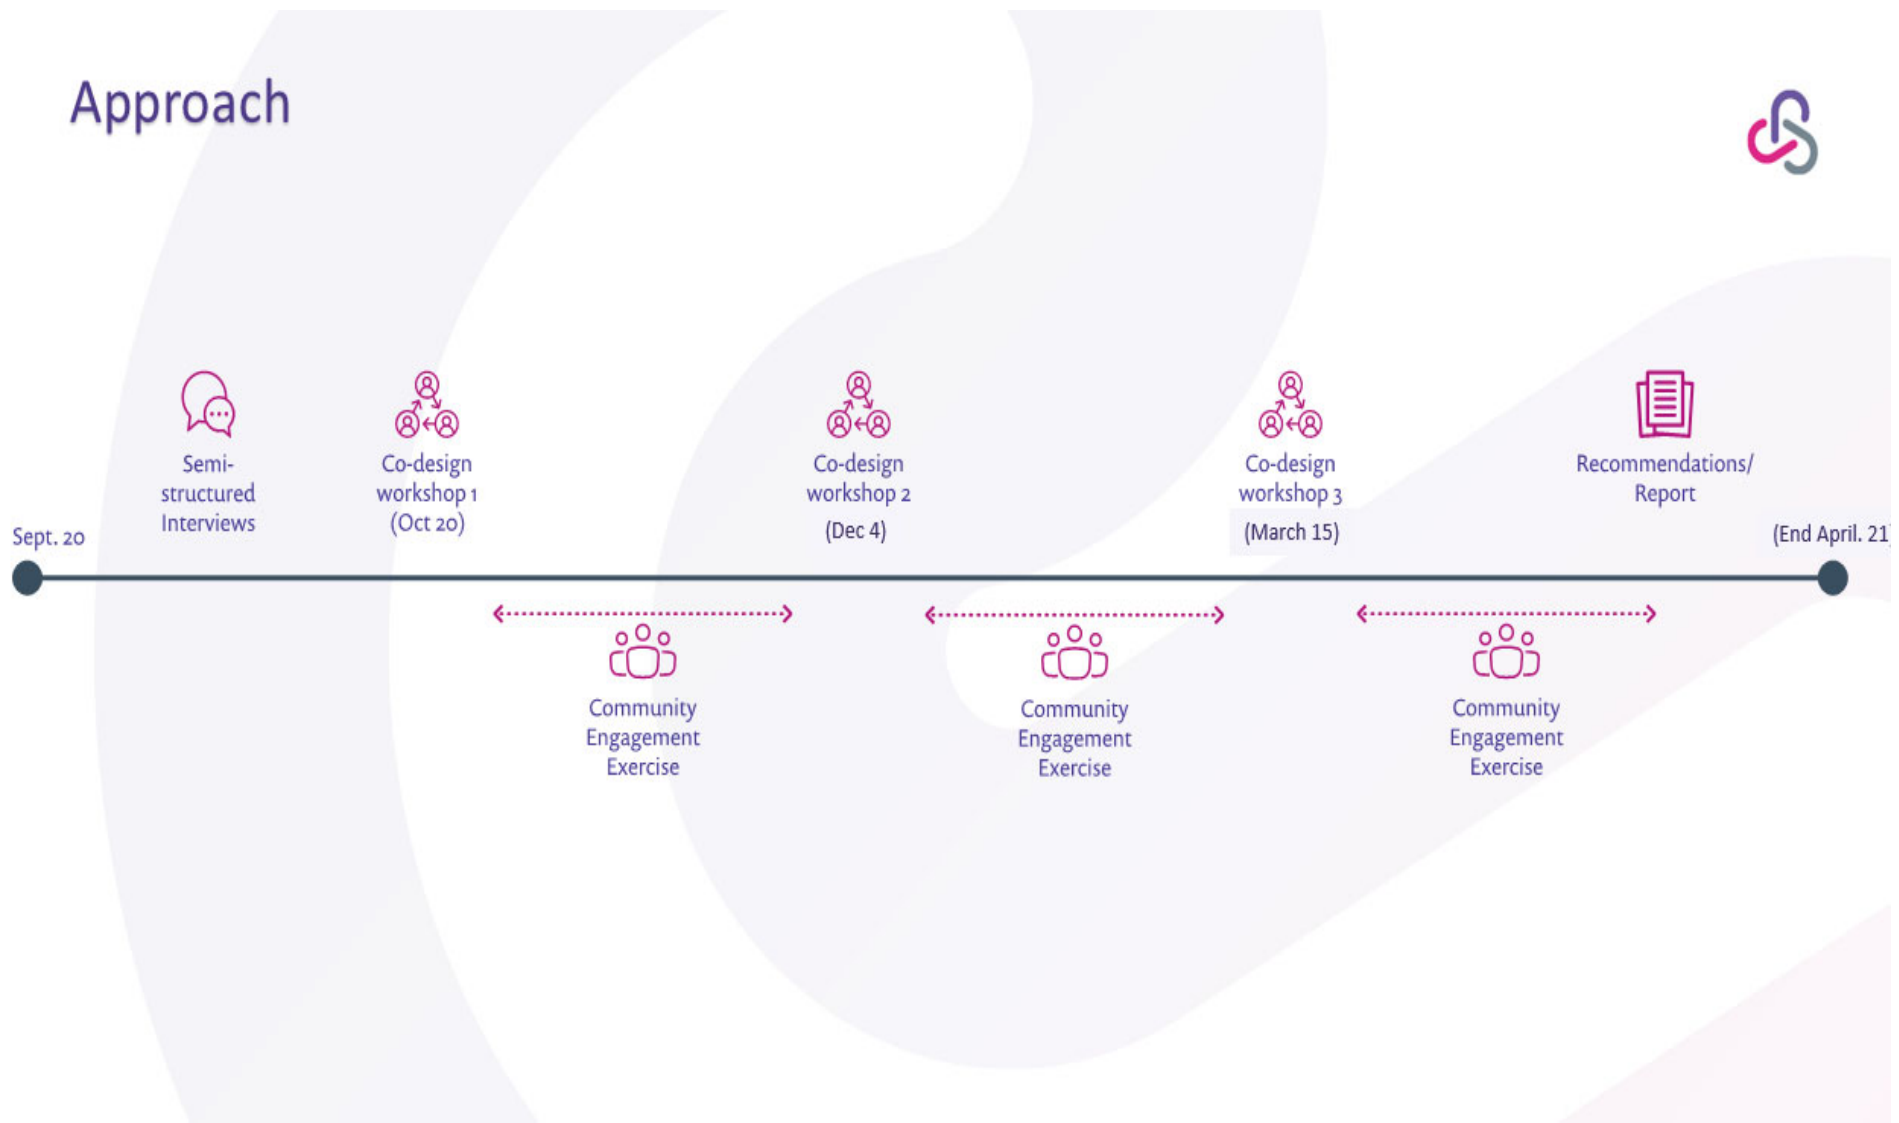 Approach
Semi-
structured
Interviews
Co-design
workshop 1
(Oct 20)
Co-design
workshop 2
(Dec 4)
Co-design
workshop 3
(March 15)
Recommendations/
Report
Sept. 20
(End April. 21)
Community
Engagement
Exercise
Community
Engagement
Exercise
Community
Engagement
Exercise